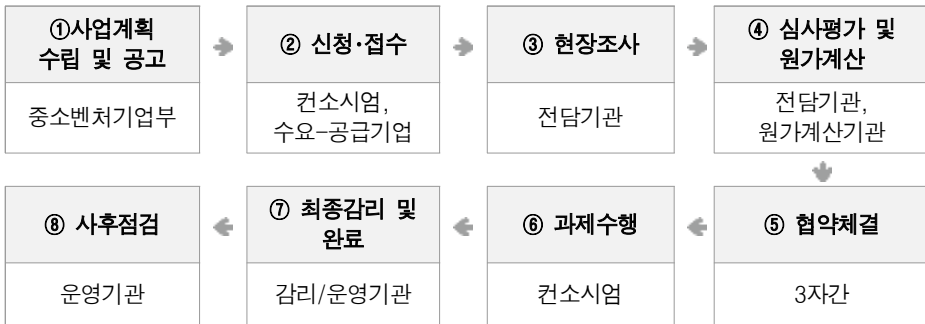 ①사업계획
수립 및 공고
중소벤처기업부
② 신청·접수
컨소시엄,
수요-공급기업
③ 현장조사
전담기관
④ 심사평가 및
원가계산
전담기관,
원가계산기관
⑤ 협약체결
3자간
⑥ 과제수행
컨소시엄
⑦ 최종감리 및
완료
감리/운영기관
⑧ 사후점검
운영기관